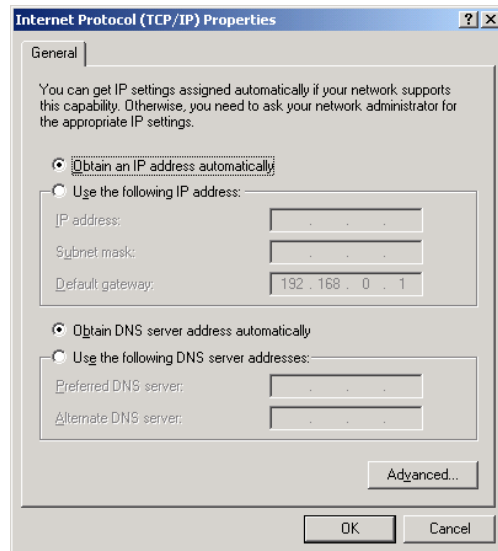 Internet Protocol (TCP/IP) Properties
General
You can get IP settings assigned automatically if your network supports
this capability. Otherwise, you need to ask your network administrator for
the appropriate IP settings.
Obtain an IP address automatically
Use the following IP address:
IP address:
Subnet mask:
Default gateway: 192 . 168 . 0 . 1
Obtain DNS server address automatically
Use the following DNS server addresses:
Preferred DNS server:
Alternate DNS server:
Advanced...
OK Cancel